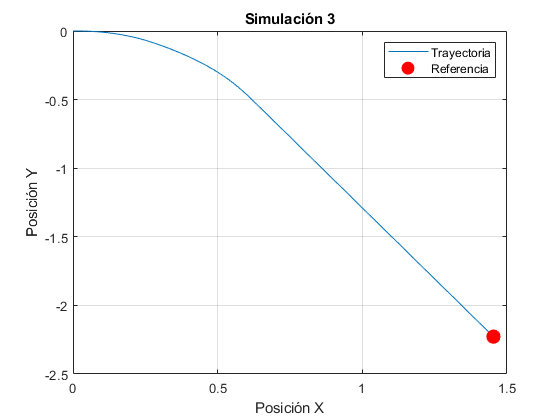 Simulación 3
Trayectoria
Referencia
0
-0.5
-1
-1.5
-2
-2.5
Posición Y
0
0.5
1
1.5
Posición X